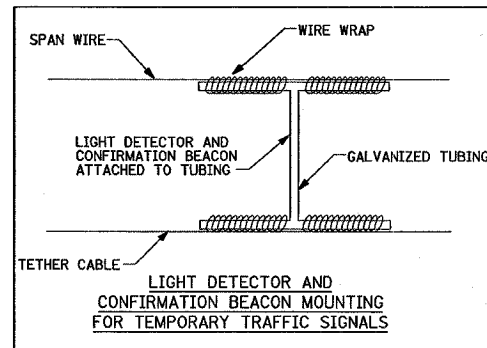 WIRE WRAP
SPAN WIRE
LIGHT DETECTOR AND
CONFIRMATION BEACON
ATTACHED TO TUBING
GALVANIZED TUBING
TETHER CABLE
LIGHT DETECTOR AND
CONFIRMATION BEACON MOUNTING
FOR TEMPORARY TRAFFIC SIGNALS